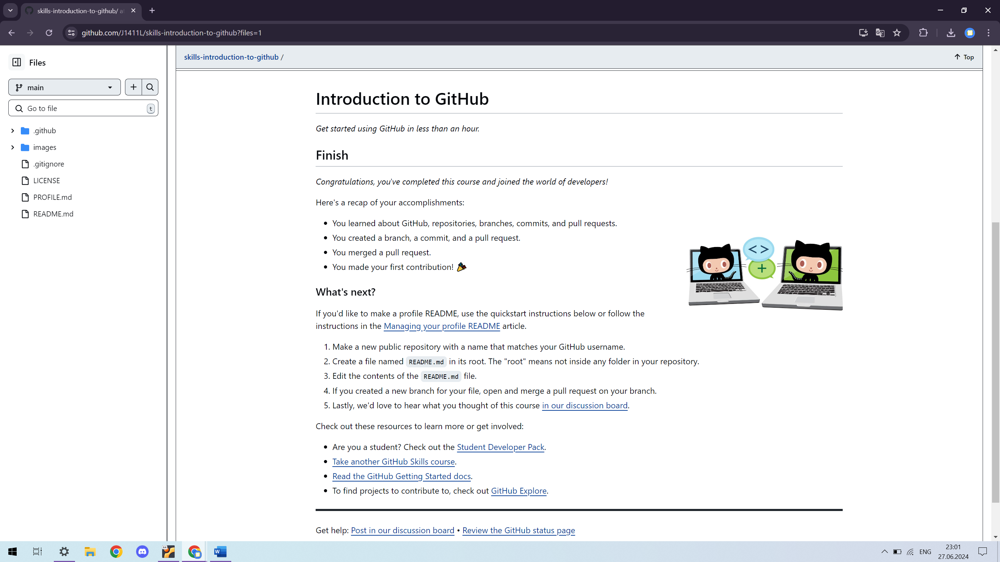 skills-introduction-to-github/ at
github.com/J1411L/skills-introduction-to-github?files=1
Files
main
Go to file
t
.github
images
.gitignore
LICENSE
PROFILE.md
README.md
skills-introduction-to-github /
Top
Introduction to GitHub
Get started using GitHub in less than an hour.
Finish
Congratulations, you've completed this course and joined the world of developers!
Here's a recap of your accomplishments:
• You learned about GitHub, repositories, branches, commits, and pull requests.
• You created a branch, a commit, and a pull request.
• You merged a pull request.
• You made your first contribution! 🎉
< >
+
What's next?
If you'd like to make a profile README, use the quickstart instructions below or follow the
instructions in the Managing your profile README article.
1. Make a new public repository with a name that matches your GitHub username.
2. Create a file named README.md in its root. The "root" means not inside any folder in your repository.
3. Edit the contents of the README.md file.
4. If you created a new branch for your file, open and merge a pull request on your branch.
5. Lastly, we'd love to hear what you thought of this course in our discussion board.
Check out these resources to learn more or get involved:
• Are you a student? Check out the Student Developer Pack.
• Take another GitHub Skills course.
• Read the GitHub Getting Started docs.
• To find projects to contribute to, check out GitHub Explore.
Get help: Post in our discussion board • Review the GitHub status page
64
W
ENG
23:01
27.06.2024